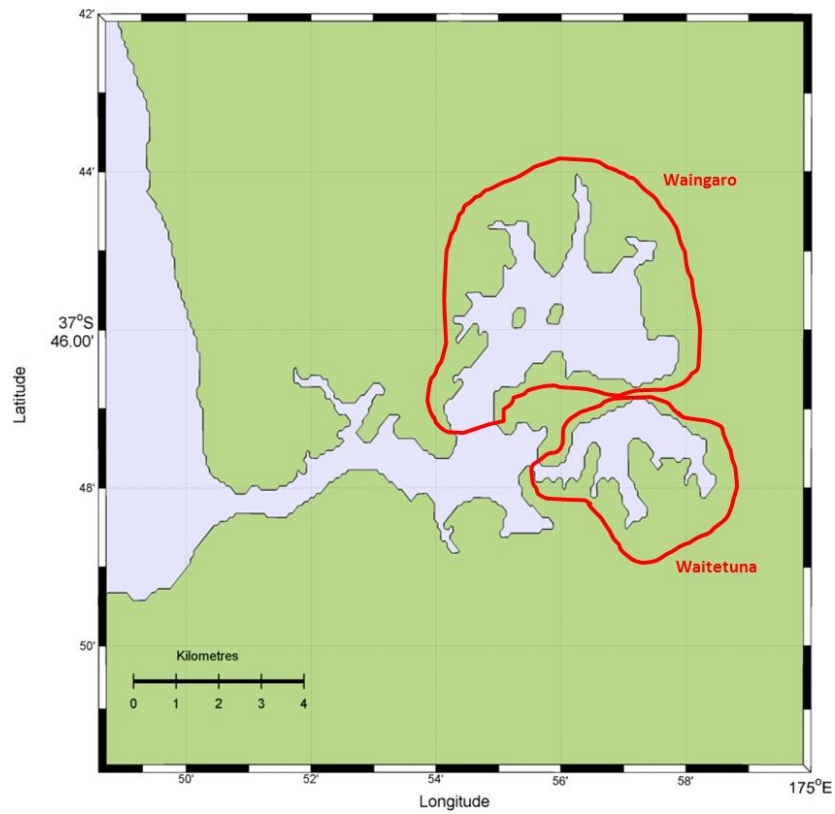 42'
44'
Waingaro
37°S
46.00'
Latitude
48'
Waitetuna
50'
Kilometres
0 1 2 3 4
50' 52' 54' 56' 58' 175°E
Longitude